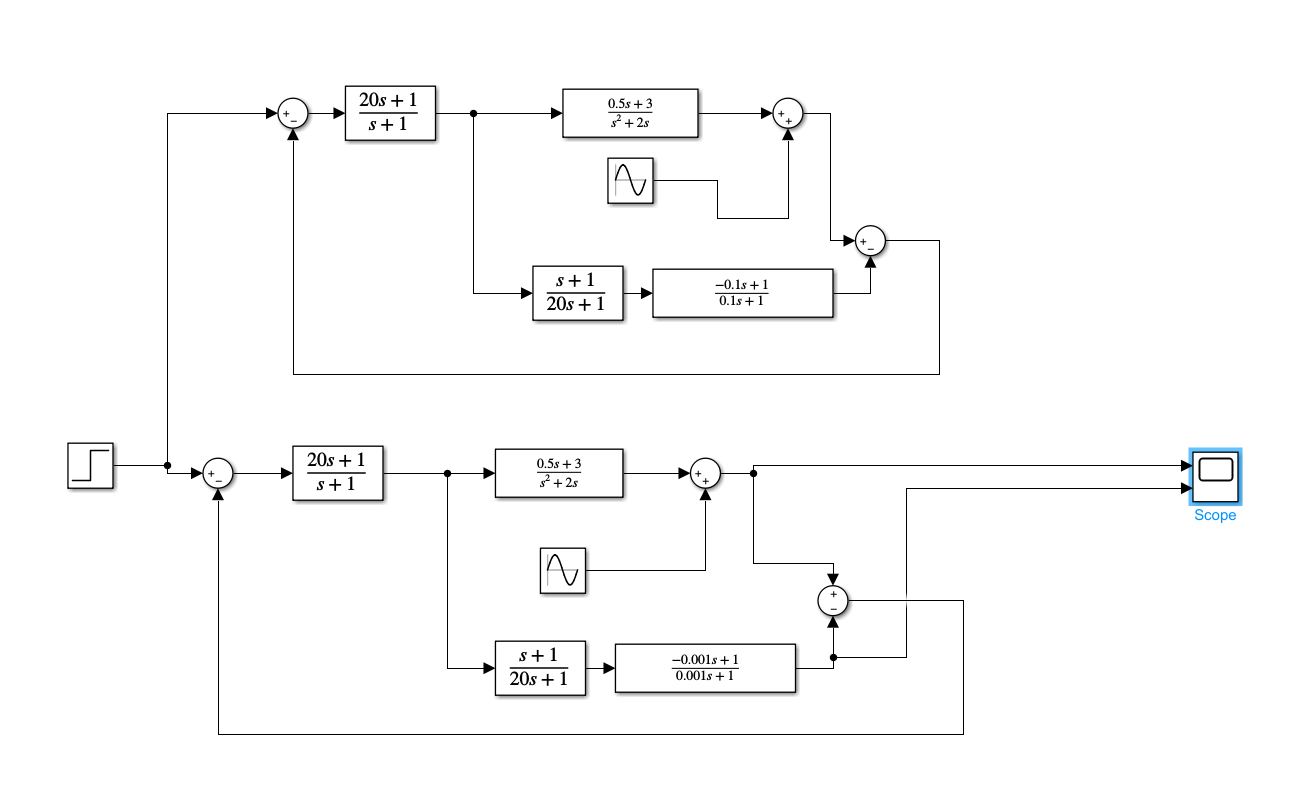 20s + 1
s + 1
0.5s + 3
s² + 2s
s + 1
20s + 1
−0.1s + 1
0.1s + 1
20s + 1
s + 1
0.5s + 3
s² + 2s
Scope
s + 1
20s + 1
−0.001s + 1
0.001s + 1